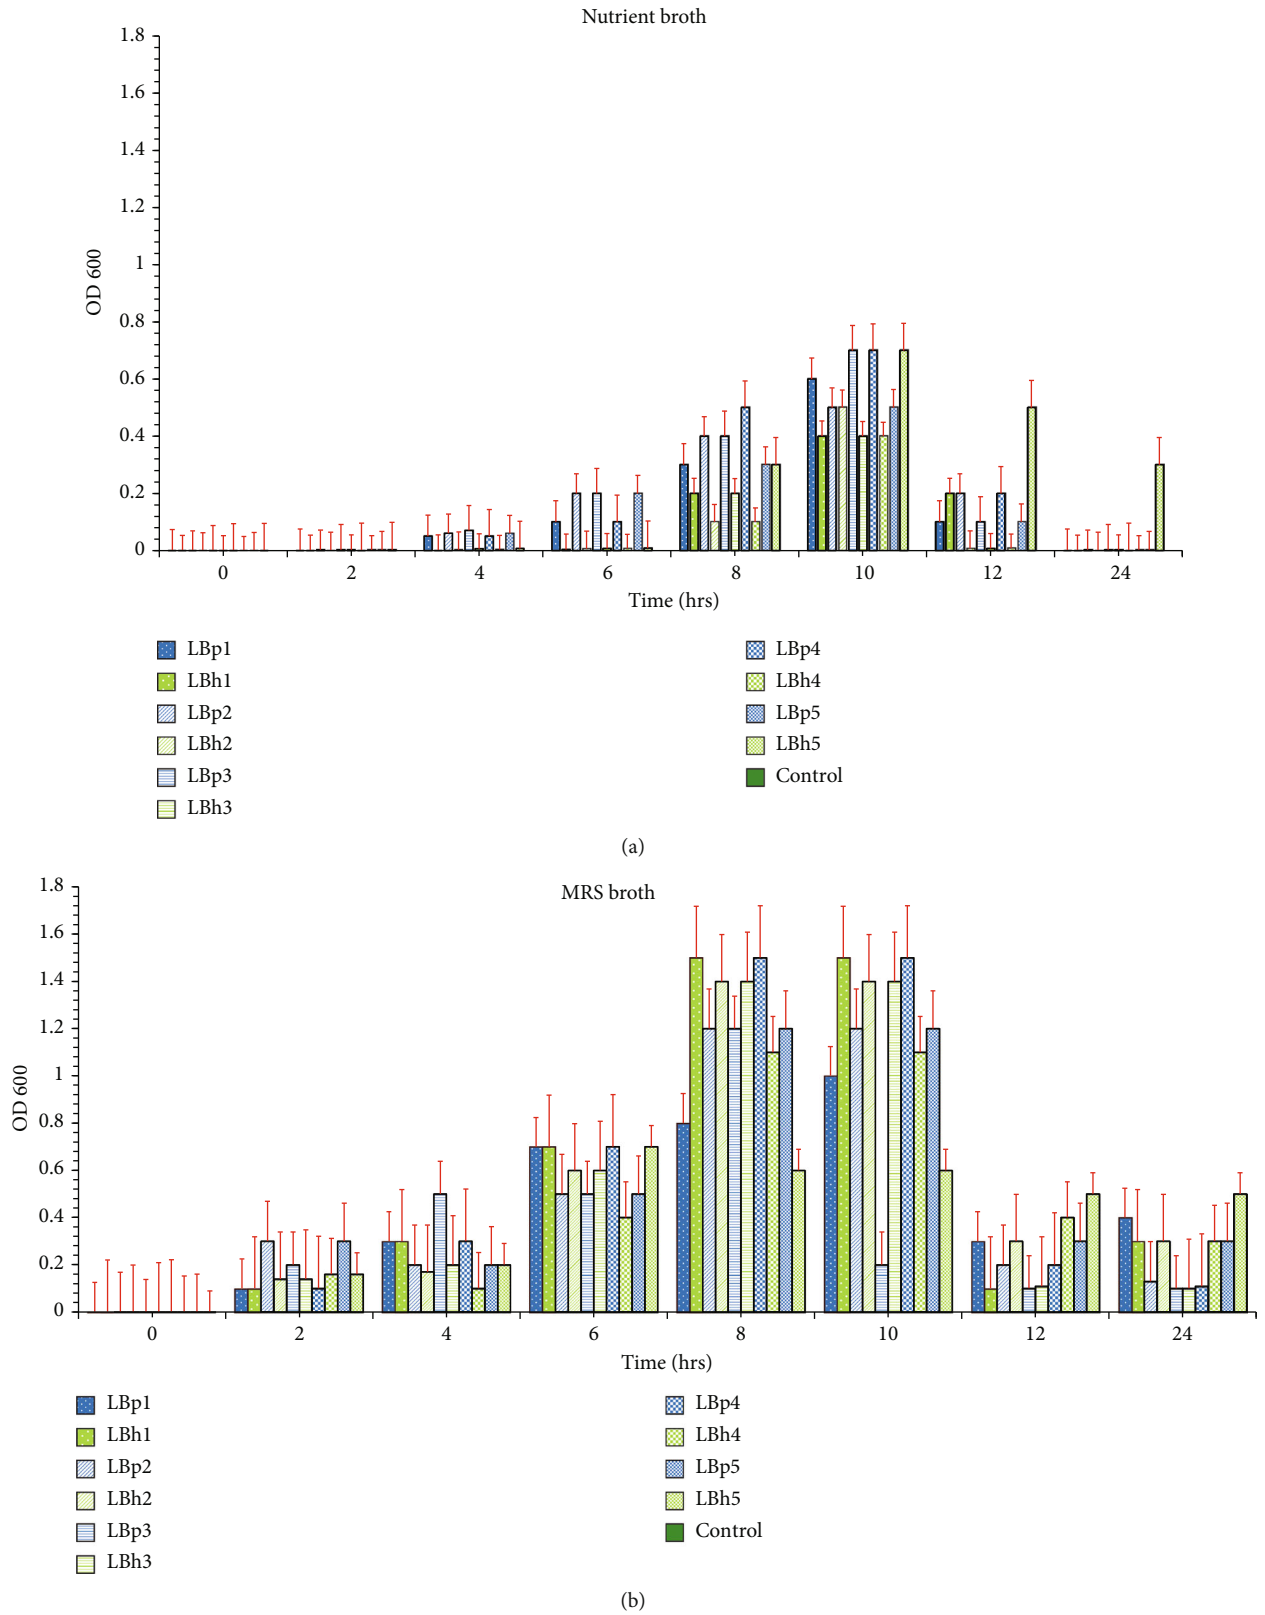 Nutrient broth
1.8
1.6
1.4
1.2
1
0.8
0.6
0.4
0.2
0
OD 600
0 2 4 6 8 10 12 24
Time (hrs)
LBp1
LBh1
LBp2
LBh2
LBp3
LBh3
LBp4
LBh4
LBp5
LBh5
Control
(a)
MRS broth
1.8
1.6
1.4
1.2
1
0.8
0.6
0.4
0.2
0
OD 600
0 2 4 6 8 10 12 24
Time (hrs)
LBp1
LBh1
LBp2
LBh2
LBp3
LBh3
LBp4
LBh4
LBp5
LBh5
Control
(b)